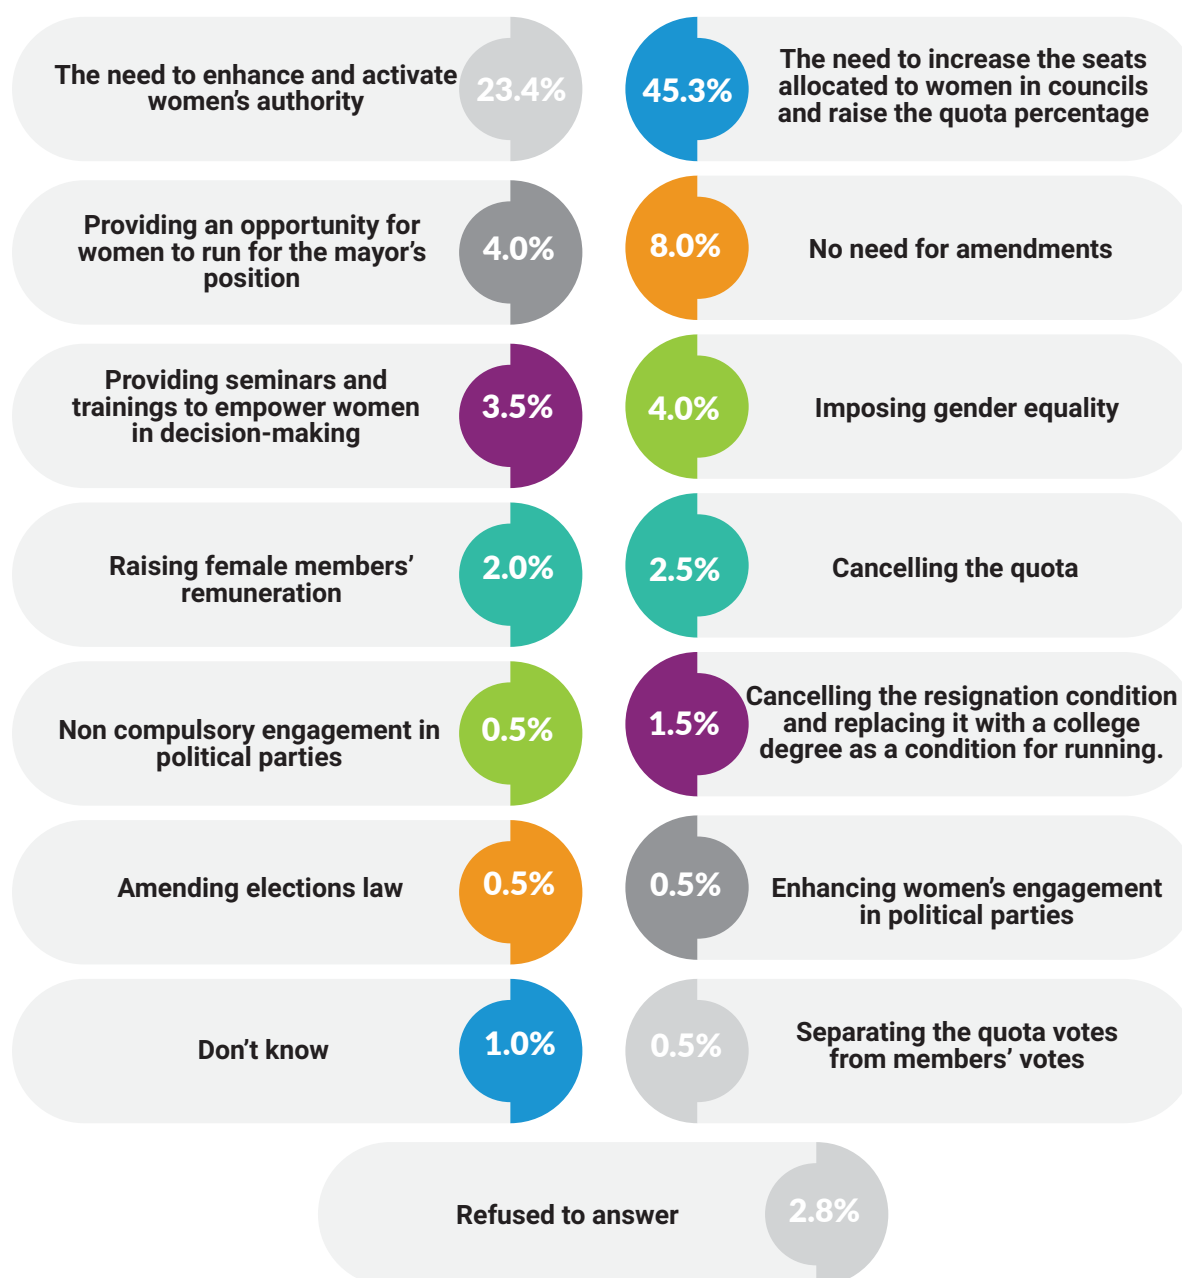 The need to enhance and activate
women's authority
23.4%
45.3%
The need to increase the seats
allocated to women in councils
and raise the quota percentage
Providing an opportunity for
women to run for the mayor's
position
4.0%
8.0%
No need for amendments
Providing seminars and
trainings to empower women
in decision-making
3.5%
4.0%
Imposing gender equality
Raising female members'
remuneration
2.0%
2.5%
Cancelling the quota
Non compulsory engagement in
political parties
0.5%
1.5%
Cancelling the resignation condition
and replacing it with a college
degree as a condition for running.
Amending elections law
0.5%
0.5%
Enhancing women's engagement
in political parties
Don't know
1.0%
0.5%
Separating the quota votes
from members' votes
Refused to answer
2.8%